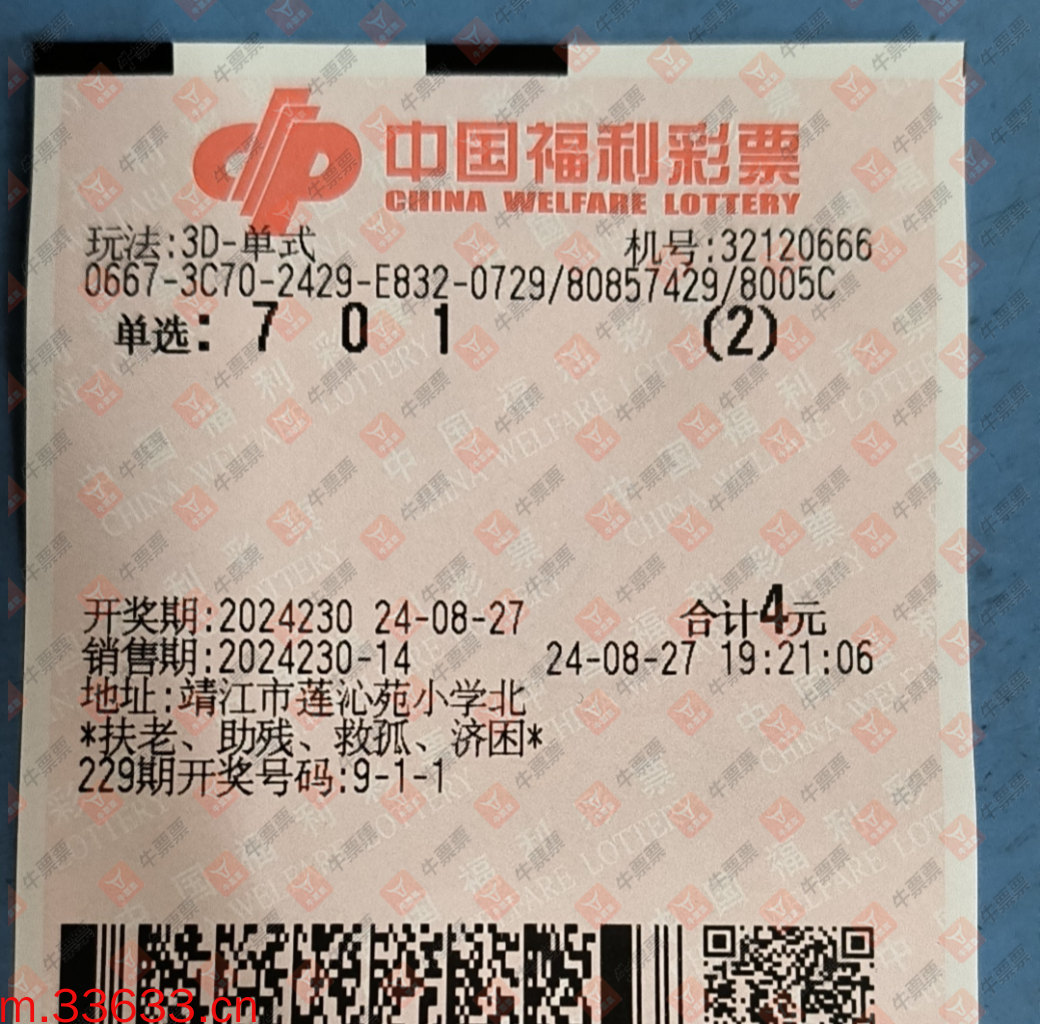 中国福利彩票
CHINA WELFARE LOTTERY
玩法:3D-单式 机号:32120666
0667-3C70-2429-E832-0729/80857429/8005C
单选: 7 0 1 (2)
开奖期:2024230 24-08-27 合计4元
销售期:2024230-14 24-08-27 19:21:06
地址:靖江市莲沁苑小学北
*扶老、助残、救孤、济困*
229期开奖号码:9-1-1
m.33633.cn
牛票票